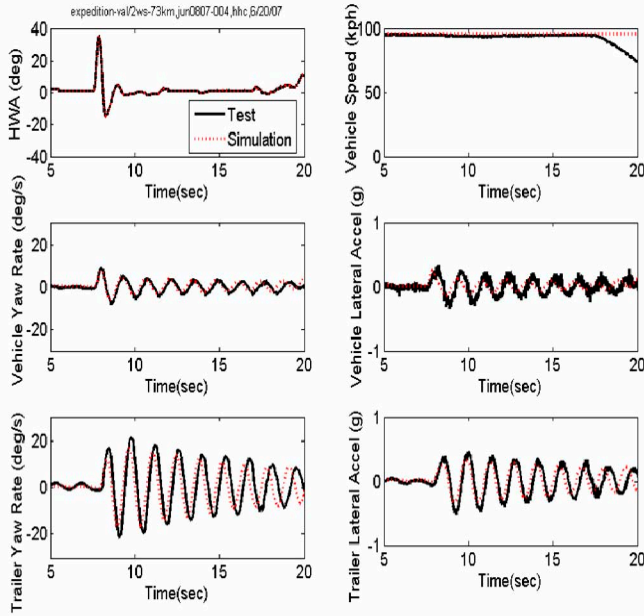 expedition-val/2ws-73km,jun0807-004,hhc,6/20/07
HWA (deg)
40
20
0
-20
40
5 10 15 20
Time(sec)
Test
Simulation
Vehicle Speed (kph)
100
50
0
5 10 15 20
Time(sec)
Vehicle Yaw Rate (deg/s)
20
0
-20
5 10 15 20
Time(sec)
Vehicle Lateral Accel (g)
1
0
-1
5 10 15 20
Time(sec)
Trailer Yaw Rate (deg/s)
20
0
-20
5 10 15 20
Time(sec)
Trailer Lateral Accel (g)
1
0
-1
5 10 15 20
Time(sec)